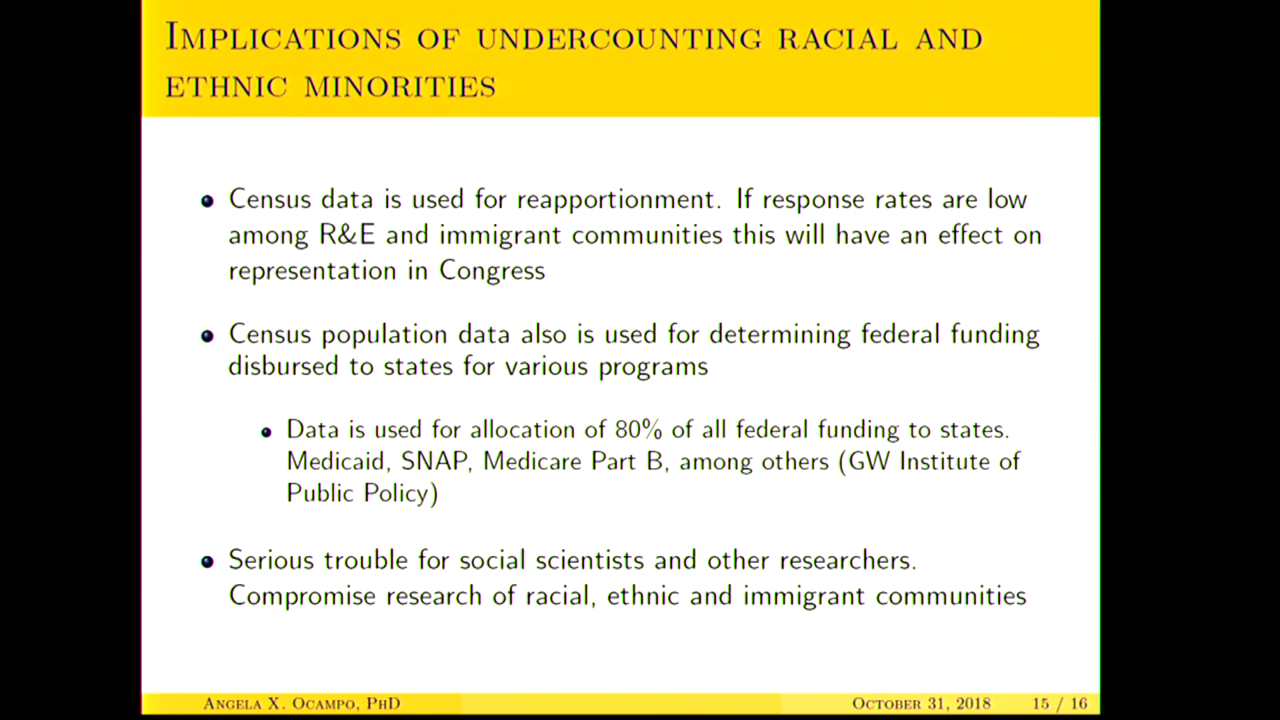 Implications of undercounting racial and
ethnic minorities
Census data is used for reapportionment. If response rates are low
among R&E and immigrant communities this will have an effect on
representation in Congress
Census population data also is used for determining federal funding
disbursed to states for various programs
Data is used for allocation of 80% of all federal funding to states.
Medicaid, SNAP, Medicare Part B, among others (GW Institute of
Public Policy)
Serious trouble for social scientists and other researchers.
Compromise research of racial, ethnic and immigrant communities
Angela X. Ocampo, PhD October 31, 2018 15 / 16